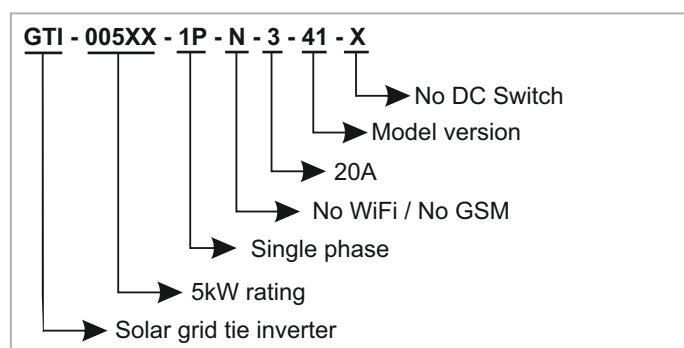 GTI - 005XX - 1P - N - 3 - 41 - X
No DC Switch
Model version
20A
No WiFi / No GSM
Single phase
5kW rating
Solar grid tie inverter